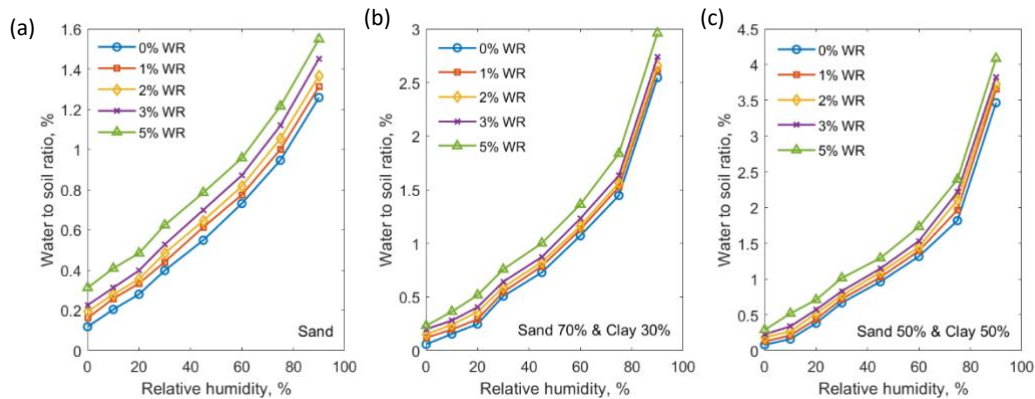 (a)
1.6
1.4
1.2
1
0.8
0.6
0.4
0.2
0
0 20 40 60 80 100
Water to soil ratio, %
Relative humidity, %
0% WR
1% WR
2% WR
3% WR
5% WR
Sand
(b)
3
2.5
2
1.5
1
0.5
0
0 20 40 60 80 100
Water to soil ratio, %
Relative humidity, %
0% WR
1% WR
2% WR
3% WR
5% WR
Sand 70% & Clay 30%
(c)
4.5
4
3.5
3
2.5
2
1.5
1
0.5
0
0 20 40 60 80 100
Water to soil ratio, %
Relative humidity, %
0% WR
1% WR
2% WR
3% WR
5% WR
Sand 50% & Clay 50%